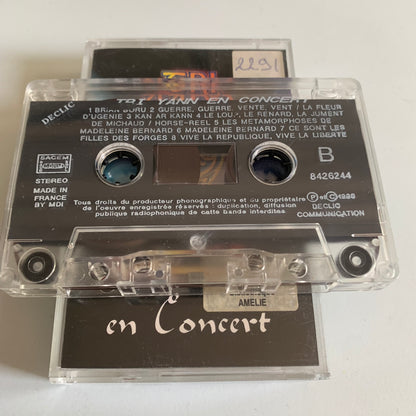 2291
TRI
DECLIC
TRI YANN EN CONCERT
1 BRIAN BORU 2 GUERRE, GUERRE, VENTE, VENT / LA FLEUR
D'UGENIE 3 KAN AR KANN 4 LE LOUP, LE RENARD, LA JUMENT
DE MICHAUD / HORSE-REEL 5 LES METAMORPHOSES DE
MADELEINE BERNARD 6 MADELEINE BERNARD 7 CE SONT LES
FILLES DES FORGES 8 VIVE LA REPUBLIQUE, VIVE LA LIBERTE
SACEM
STEREO
MADE IN
FRANCE
BY MDI
B
8426244
Tous droits du producteur phonographique et du propriétaire
de l'oeuvre enregistrée réservés : duplication, diffusion
publique radiophonique de cette bande interdites
DECLIC
COMMUNICATION
AMELIE
en Concert